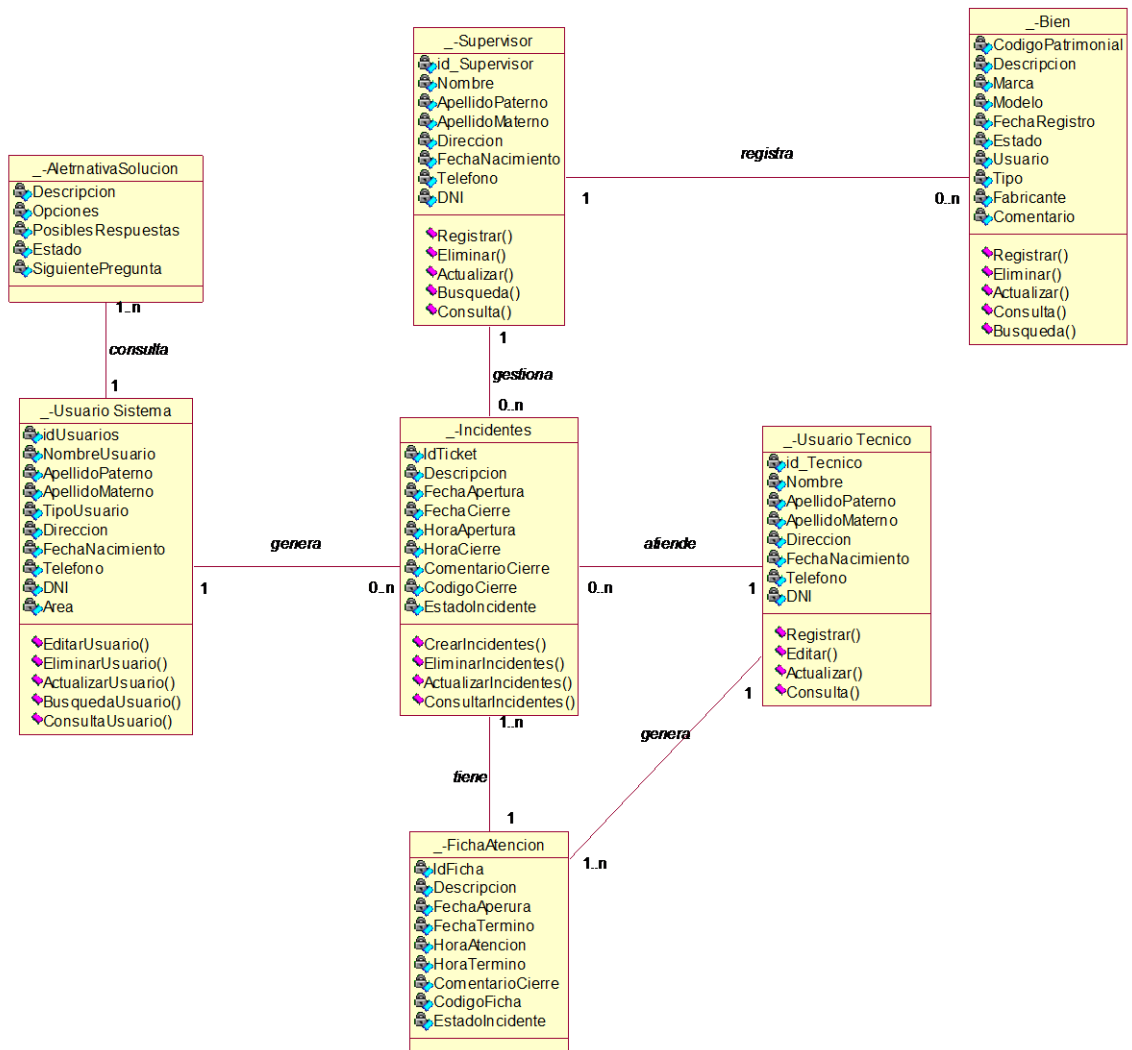 _-Supervisor
id_Supervisor
Nombre
ApellidoPaterno
ApellidoMaterno
Direccion
FechaNacimiento
Telefono
DNI
Registrar()
Eliminar()
Actualizar()
Busqueda()
Consulta()
_-Bien
CodigoPatrimonial
Descripcion
Marca
Modelo
FechaRegistro
Estado
Usuario
Tipo
Fabricante
Comentario
Registrar()
Eliminar()
Actualizar()
Consulta()
Busqueda()
registra
1
0..n
_-AletrnativaSolucion
Descripcion
Opciones
PosiblesRespuestas
Estado
SiguientePregunta
1..n
consulta
1
1
gestiona
0..n
_-Usuario Sistema
idUsuarios
NombreUsuario
ApellidoPaterno
ApellidoMaterno
TipoUsuario
Direccion
FechaNacimiento
Telefono
DNI
Area
EditarUsuario()
EliminarUsuario()
ActualizarUsuario()
BusquedaUsuario()
ConsultaUsuario()
genera
1
0..n
_-Incidentes
IdTicket
Descripcion
FechaApertura
FechaCierre
HoraApertura
HoraCierre
ComentarioCierre
CodigoCierre
EstadoIncidente
CrearIncidentes()
EliminarIncidentes()
ActualizarIncidentes()
ConsultarIncidentes()
atiende
0..n
1
_-Usuario Tecnico
id_Tecnico
Nombre
ApellidoPaterno
ApellidoMaterno
Direccion
FechaNacimiento
Telefono
DNI
Registrar()
Editar()
Actualizar()
Consulta()
1
genera
1..n
1..n
tiene
1
_-FichaAtencion
IdFicha
Descripcion
FechaAperura
FechaTermino
HoraAtencion
HoraTermino
ComentarioCierre
CodigoFicha
EstadoIncidente